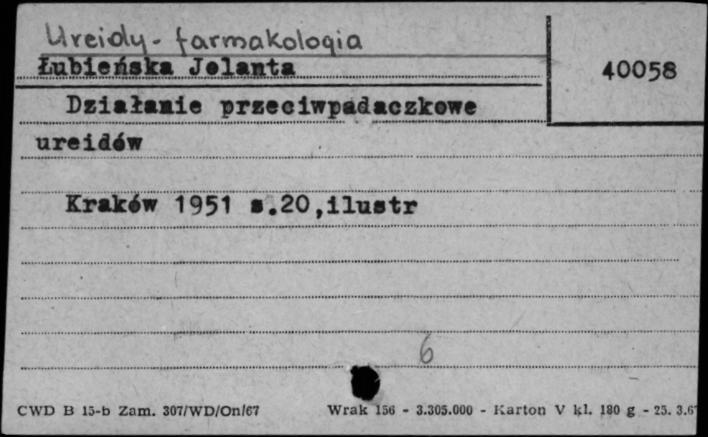 Ureidy - farmakologia
Łubieńska Jolanta
40058
Działanie przeciwpadaczkowe
ureidów
Kraków 1951 s.20,ilustr
6
CWD B 15-b Zam. 307/WD/On/67
Wrak 156 - 3.305.000 - Karton V kl. 180 g - 25. 3.67